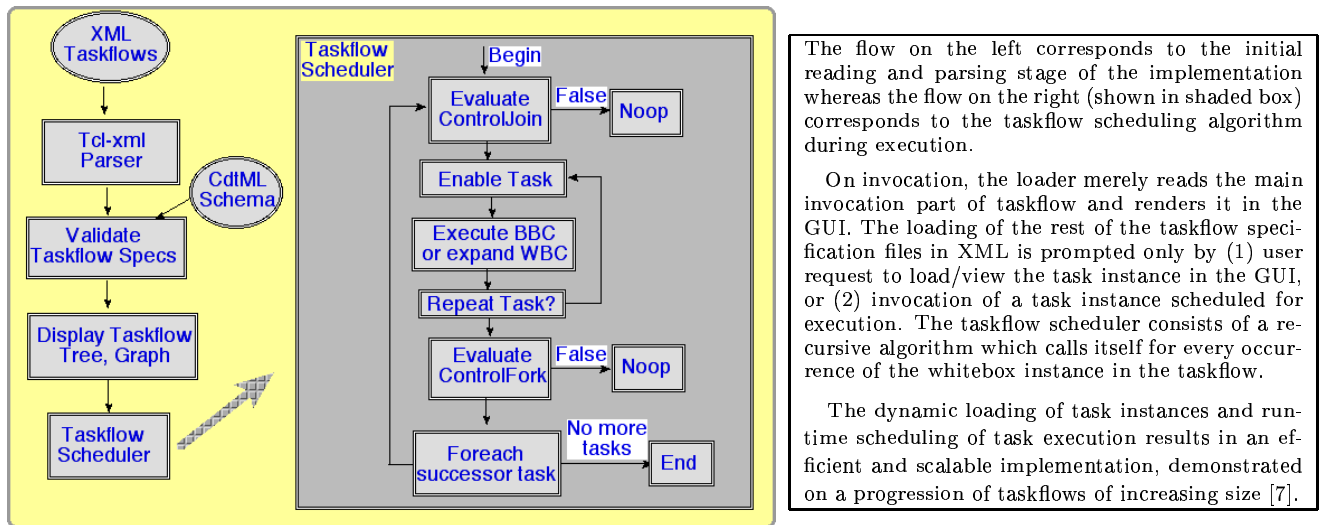 XML
Taskflows
Tcl-xml
Parser
CdtML
Schema
Validate
Taskflow Specs
Display Taskflow
Tree, Graph
Taskflow
Scheduler
Taskflow
Scheduler
Begin
Evaluate
ControlJoin
False
Noop
Enable Task
Execute BBC
or expand WBC
Repeat Task?
Evaluate
ControlFork
False
Noop
Foreach
successor task
No more
tasks
End
The flow on the left corresponds to the initial
reading and parsing stage of the implementation
whereas the flow on the right (shown in shaded box)
corresponds to the taskflow scheduling algorithm
during execution.
On invocation, the loader merely reads the main
invocation part of taskflow and renders it in the
GUI. The loading of the rest of the taskflow speci-
fication files in XML is prompted only by (1) user
request to load/view the task instance in the GUI,
or (2) invocation of a task instance scheduled for
execution. The taskflow scheduler consists of a re-
cursive algorithm which calls itself for every occur-
rence of the whitebox instance in the taskflow.
The dynamic loading of task instances and run-
time scheduling of task execution results in an ef-
ficient and scalable implementation, demonstrated
on a progression of taskflows of increasing size [7].